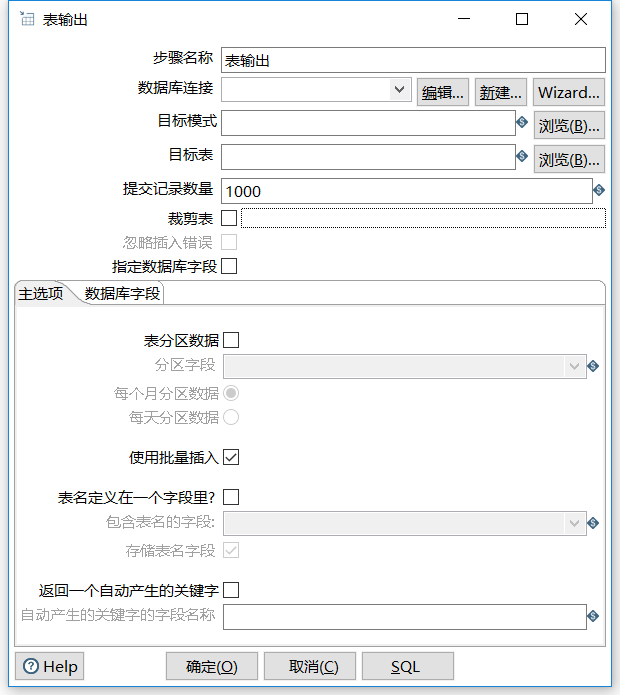 表输出
步骤名称 表输出
数据库连接 编辑... 新建... Wizard...
目标模式 浏览(B)...
目标表 浏览(B)...
提交记录数量 1000
裁剪表
忽略插入错误
指定数据库字段
主选项 数据库字段
表分区数据
分区字段
每个月分区数据
每天分区数据
使用批量插入
表名定义在一个字段里?
包含表名的字段:
存储表名字段
返回一个自动产生的关键字
自动产生的关键字的字段名称
Help 确定(O) 取消(C) SQL